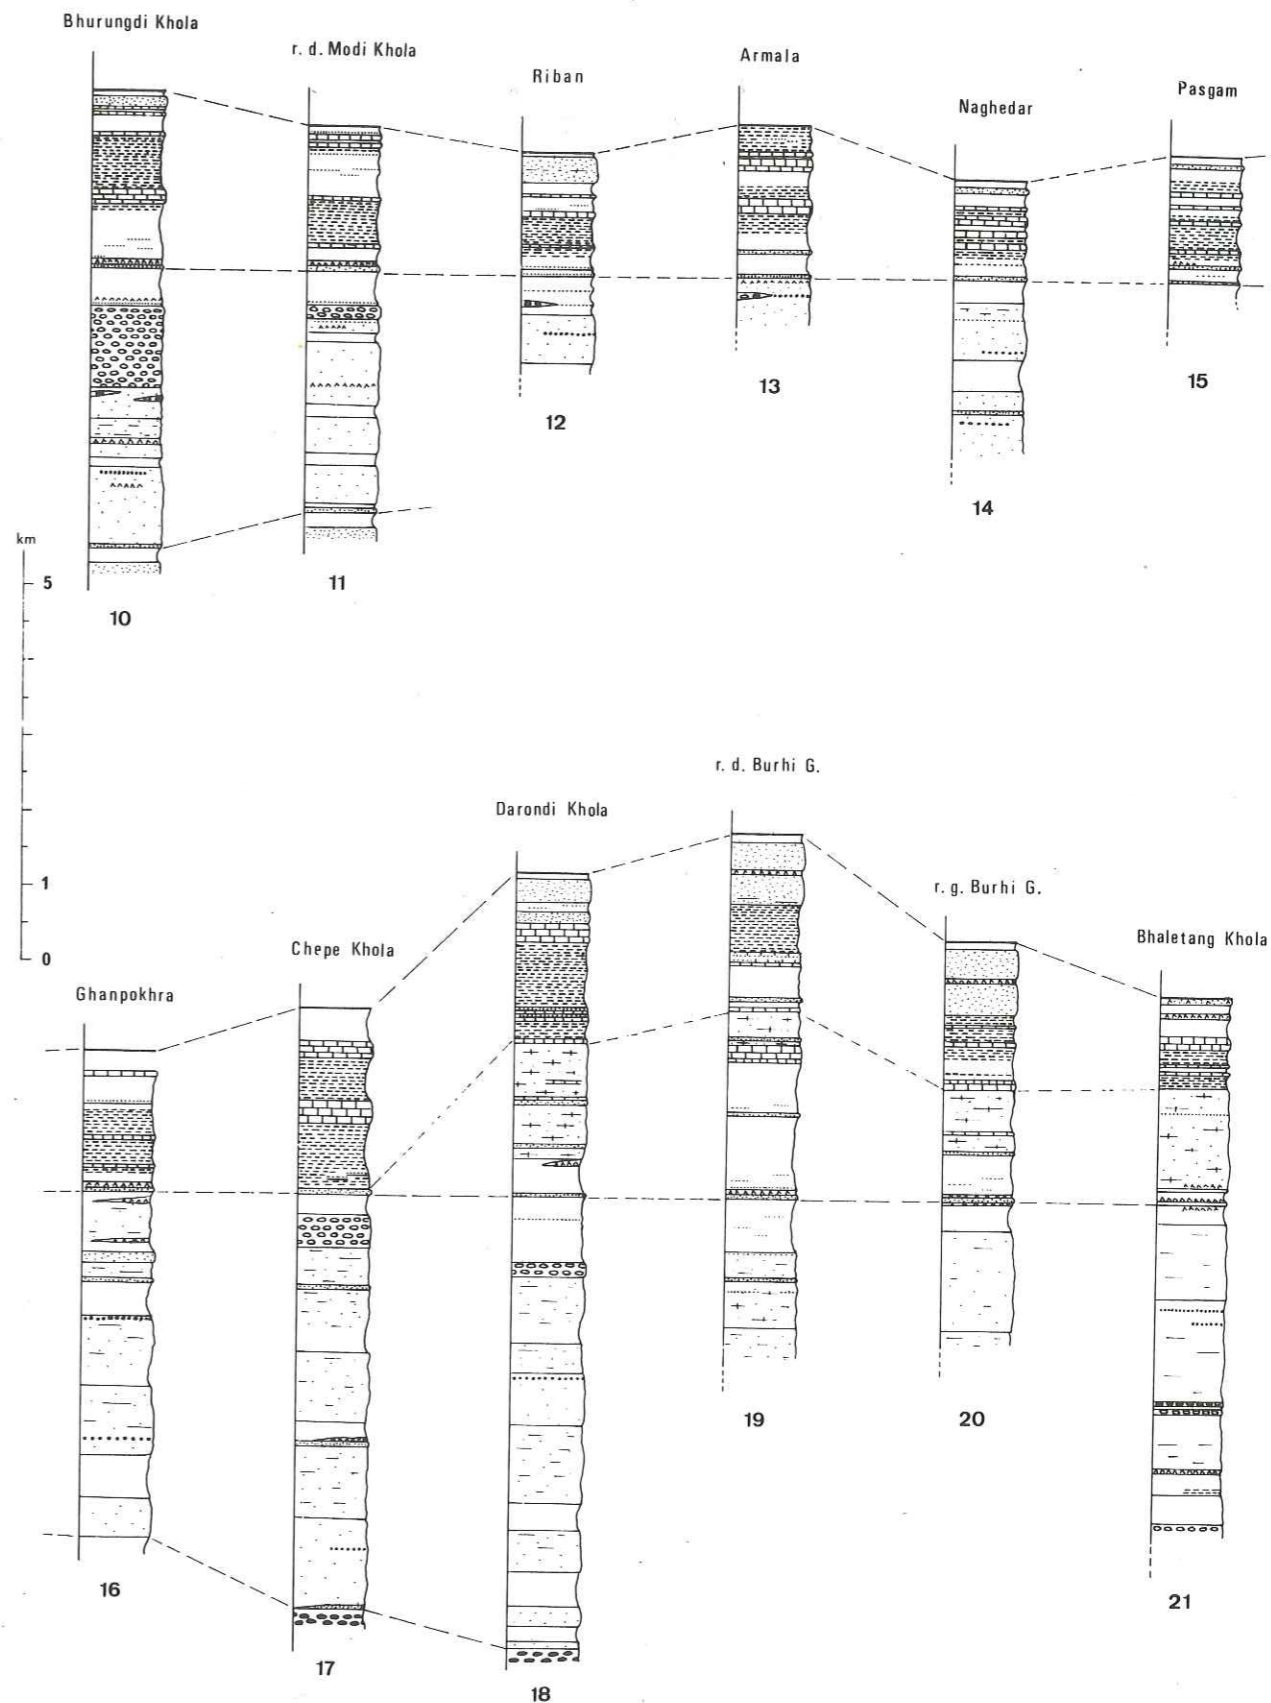 Bhurungdi Khola
r. d. Modi Khola
Riban
Armala
Naghedar
Pasgam
10
11
12
13
14
15
km
5
1
0
Ghanpokhra
Chepe Khola
Darondi Khola
r. d. Burhi G.
r. g. Burhi G.
Bhaletang Khola
16
17
18
19
20
21